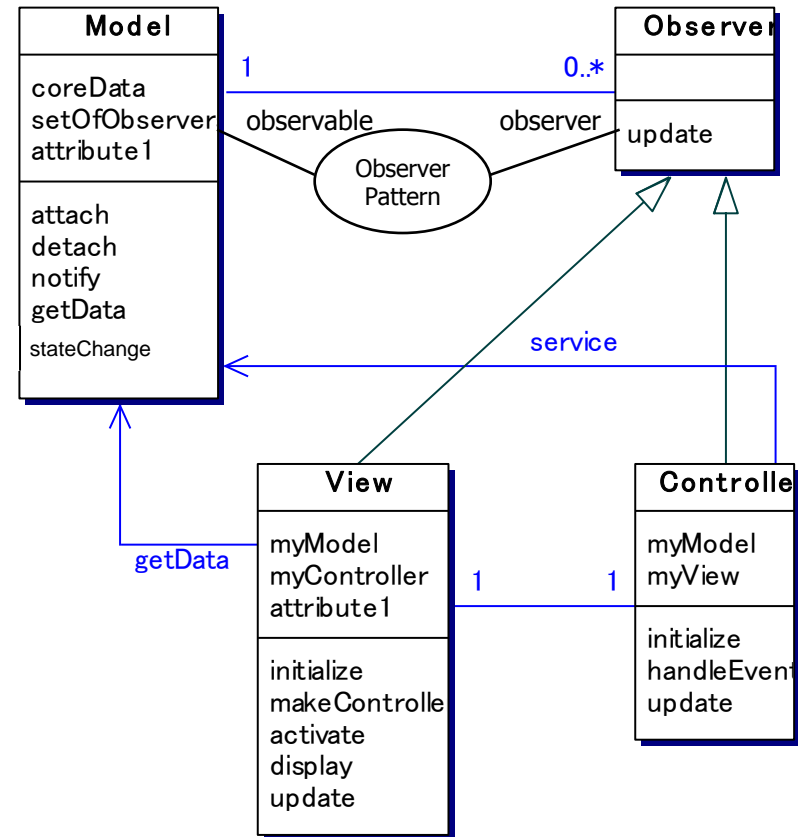 Model
coreData
setOfObserver
attribute1
attach
detach
notify
getData
stateChange
1
0..*
observable
observer
Observer
Pattern
Observer
update
service
getData
View
myModel
myController
attribute1
initialize
makeControlle
activate
display
update
1
1
Controlle
myModel
myView
initialize
handleEvent
update